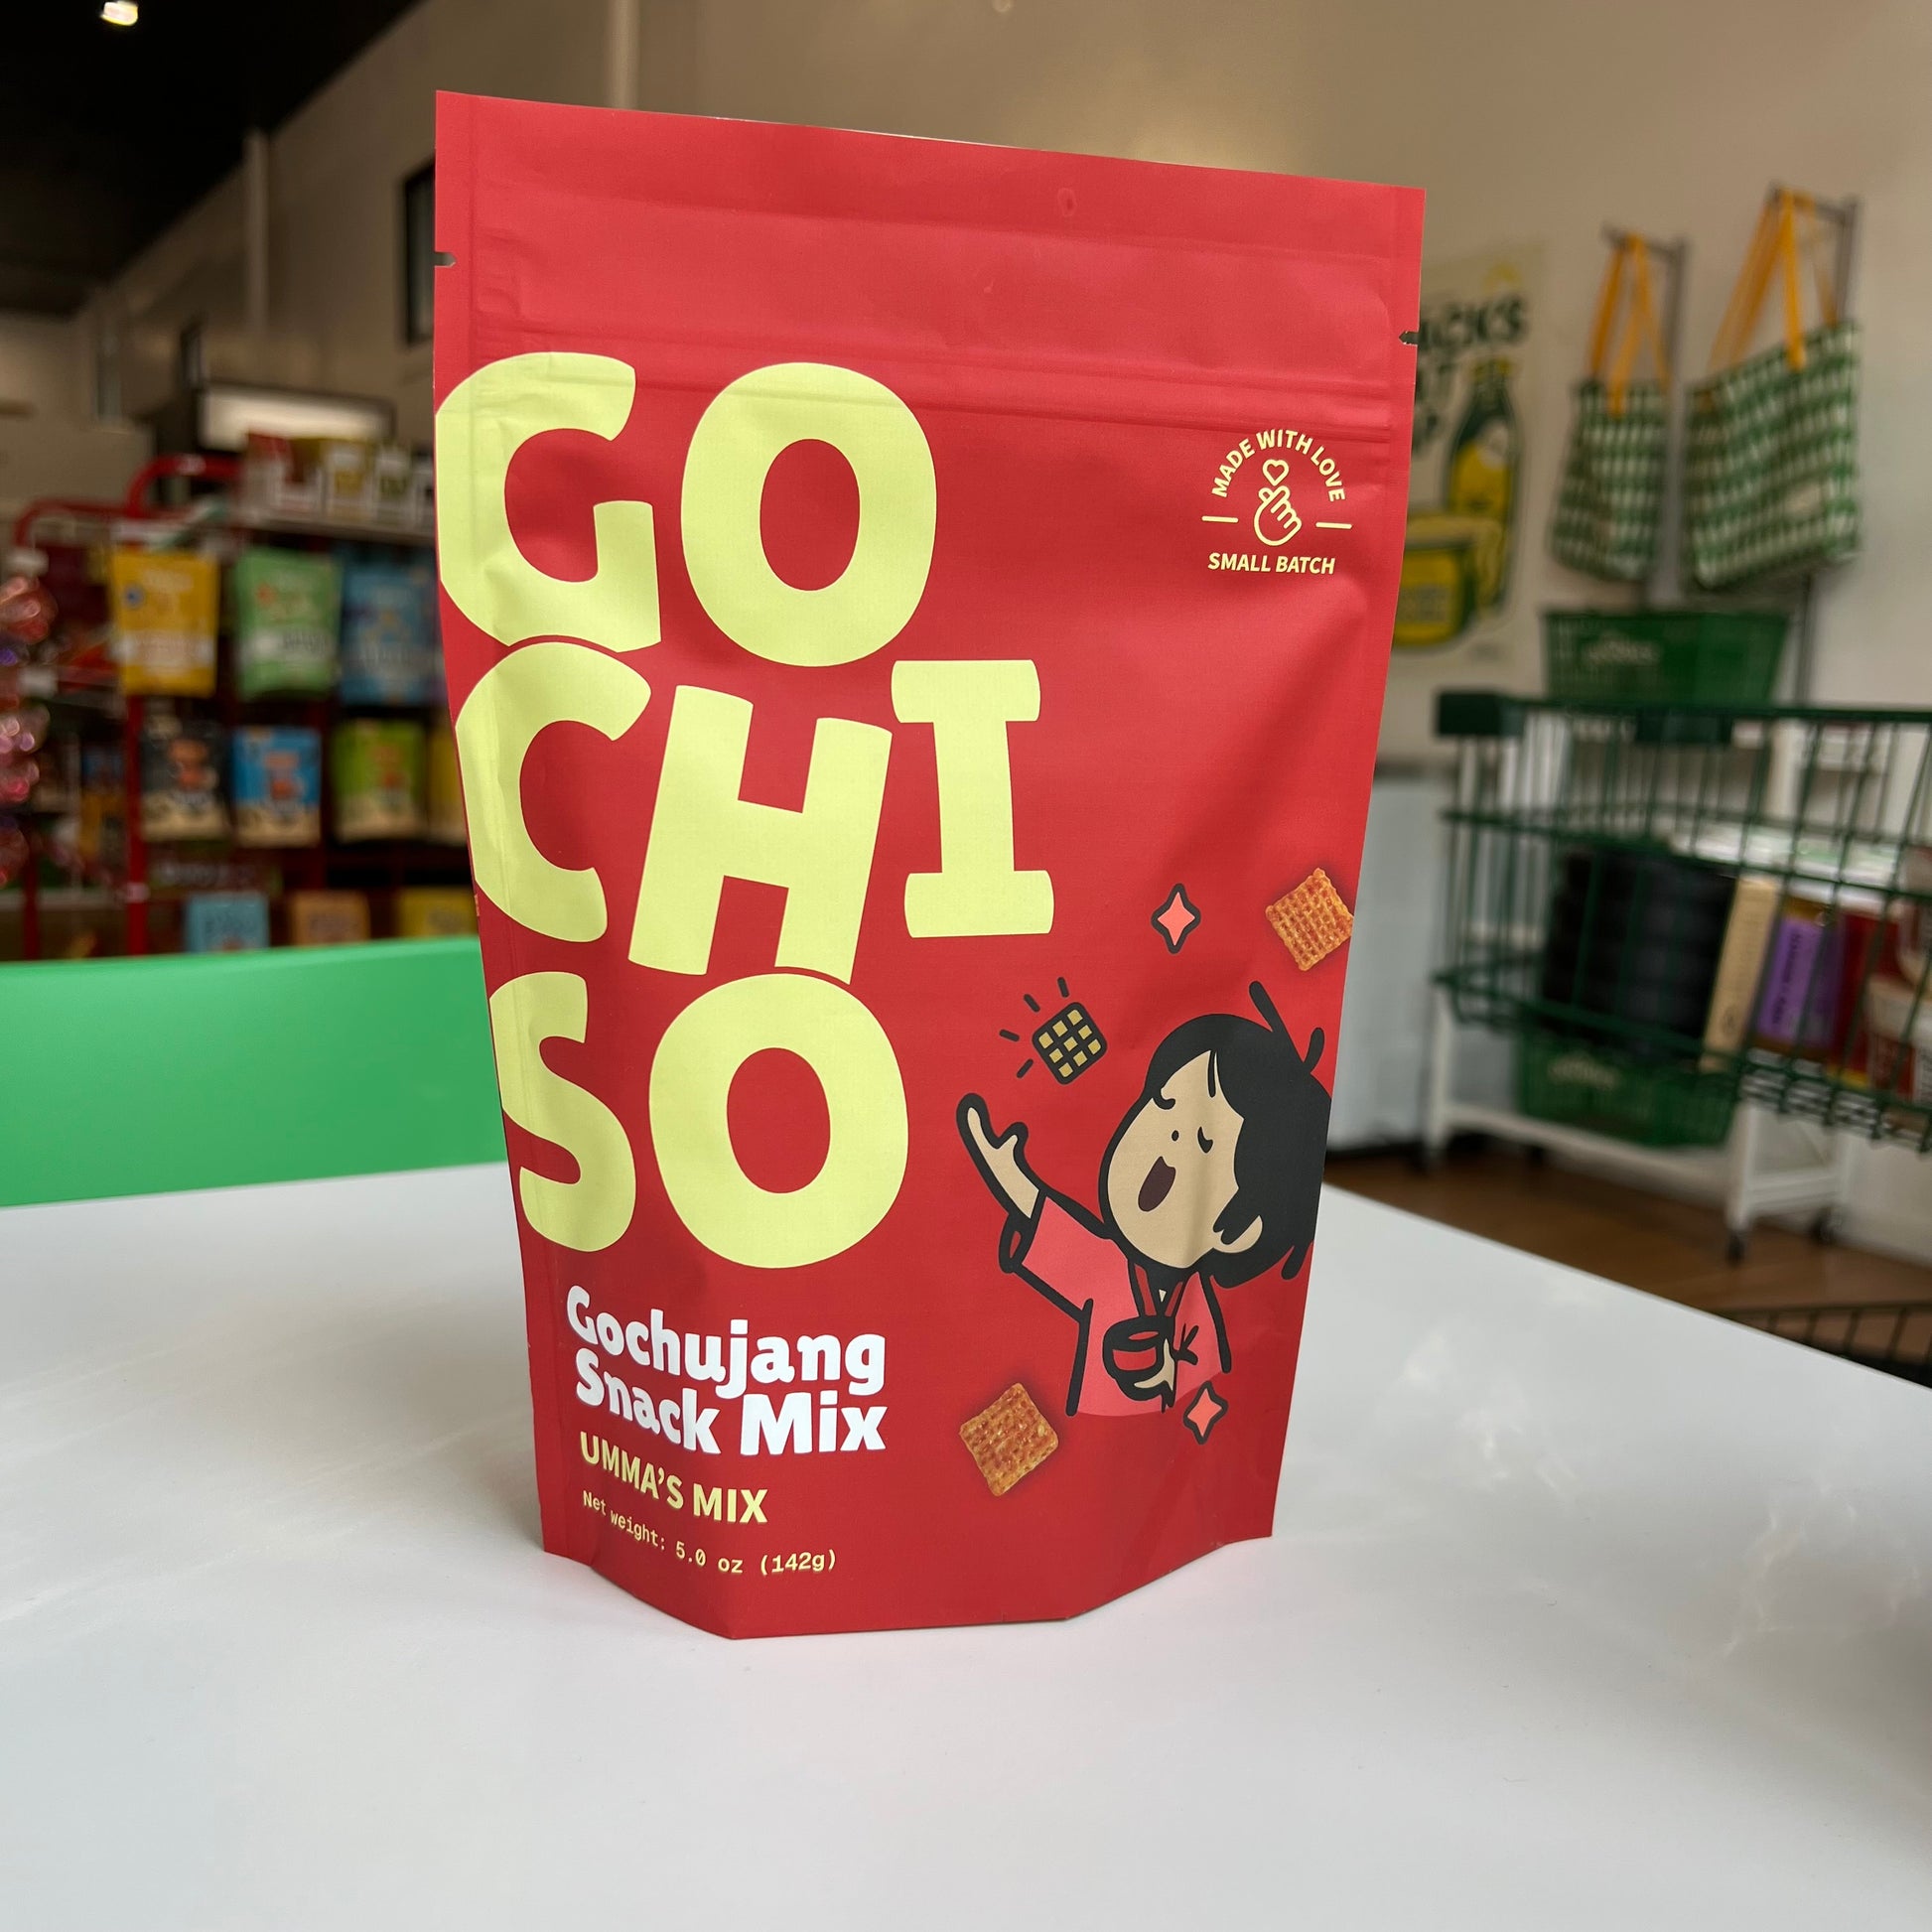 GO
CHI
SO
MADE WITH LOVE
SMALL BATCH
Gochujang
Snack Mix
UMMA'S MIX
Net weight: 5.0 oz (142g)